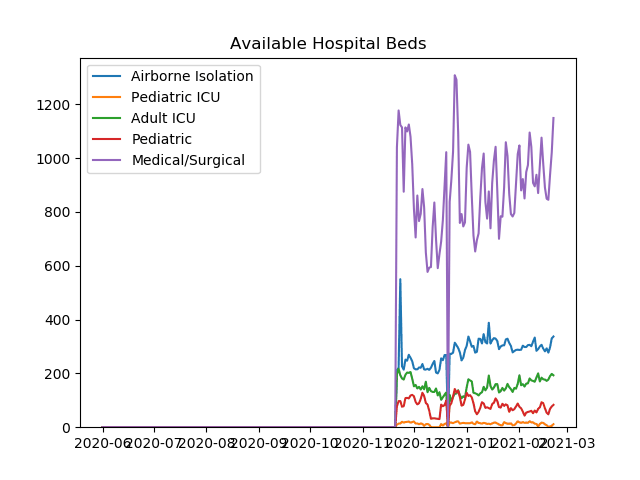 Available Hospital Beds
Airborne Isolation
Pediatric ICU
Adult ICU
Pediatric
Medical/Surgical
1200
1000
800
600
400
200
0
2020-06 2020-07 2020-08 2020-09 2020-10 2020-11 2020-12 2021-01 2021-02 2021-03